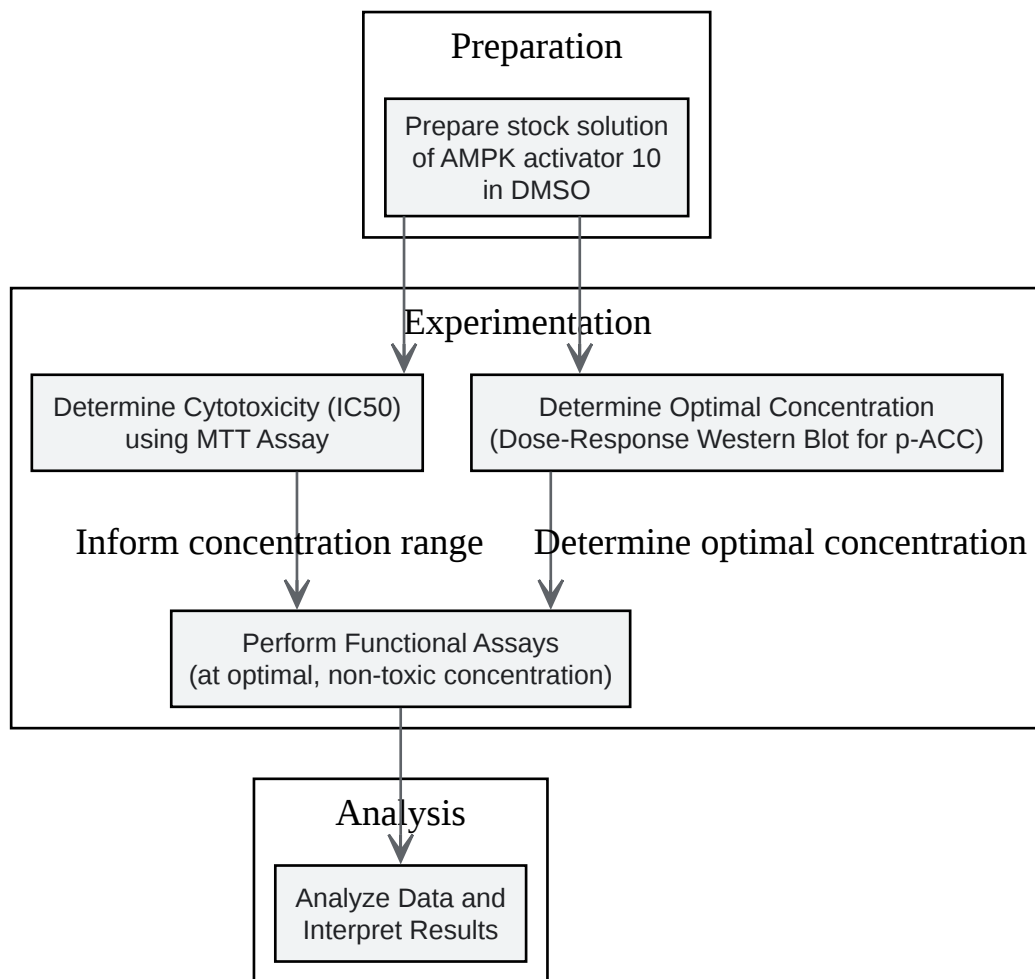 Preparation
Prepare stock solution
of AMPK activator 10
in DMSO
Experimentation
Determine Cytotoxicity (IC50)
using MTT Assay
Determine Optimal Concentration
(Dose-Response Western Blot for p-ACC)
Inform concentration range
Determine optimal concentration
Perform Functional Assays
(at optimal, non-toxic concentration)
Analysis
Analyze Data and
Interpret Results